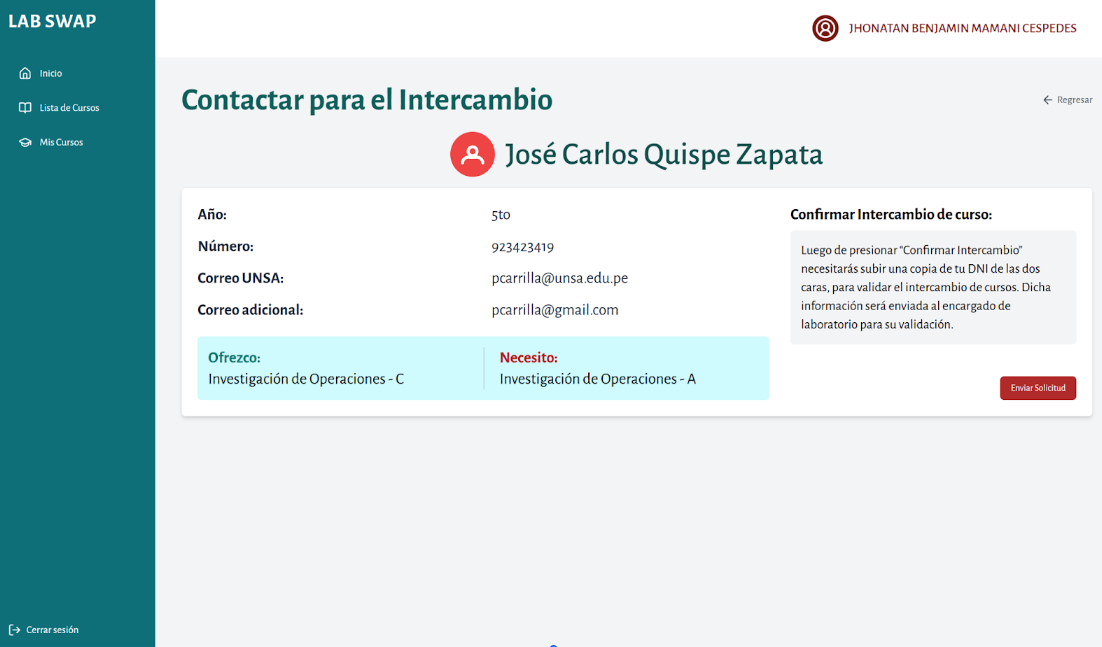 LAB SWAP
JHONATAN BENJAMIN MAMANI CESPEDES
Inicio
Lista de Cursos
Mis Cursos
Cerrar sesión
Contactar para el Intercambio
Regresar
José Carlos Quispe Zapata
Año: 5to
Número: 923423419
Correo UNSA: pcarrilla@unsa.edu.pe
Correo adicional: pcarrilla@gmail.com
Ofrezco:
Investigación de Operaciones - C
Necesito:
Investigación de Operaciones - A
Confirmar Intercambio de curso:
Luego de presionar "Confirmar Intercambio"
necesitarás subir una copia de tu DNI de las dos
caras, para validar el intercambio de cursos. Dicha
información será enviada al encargado de
laboratorio para su validación.
Enviar Solicitud